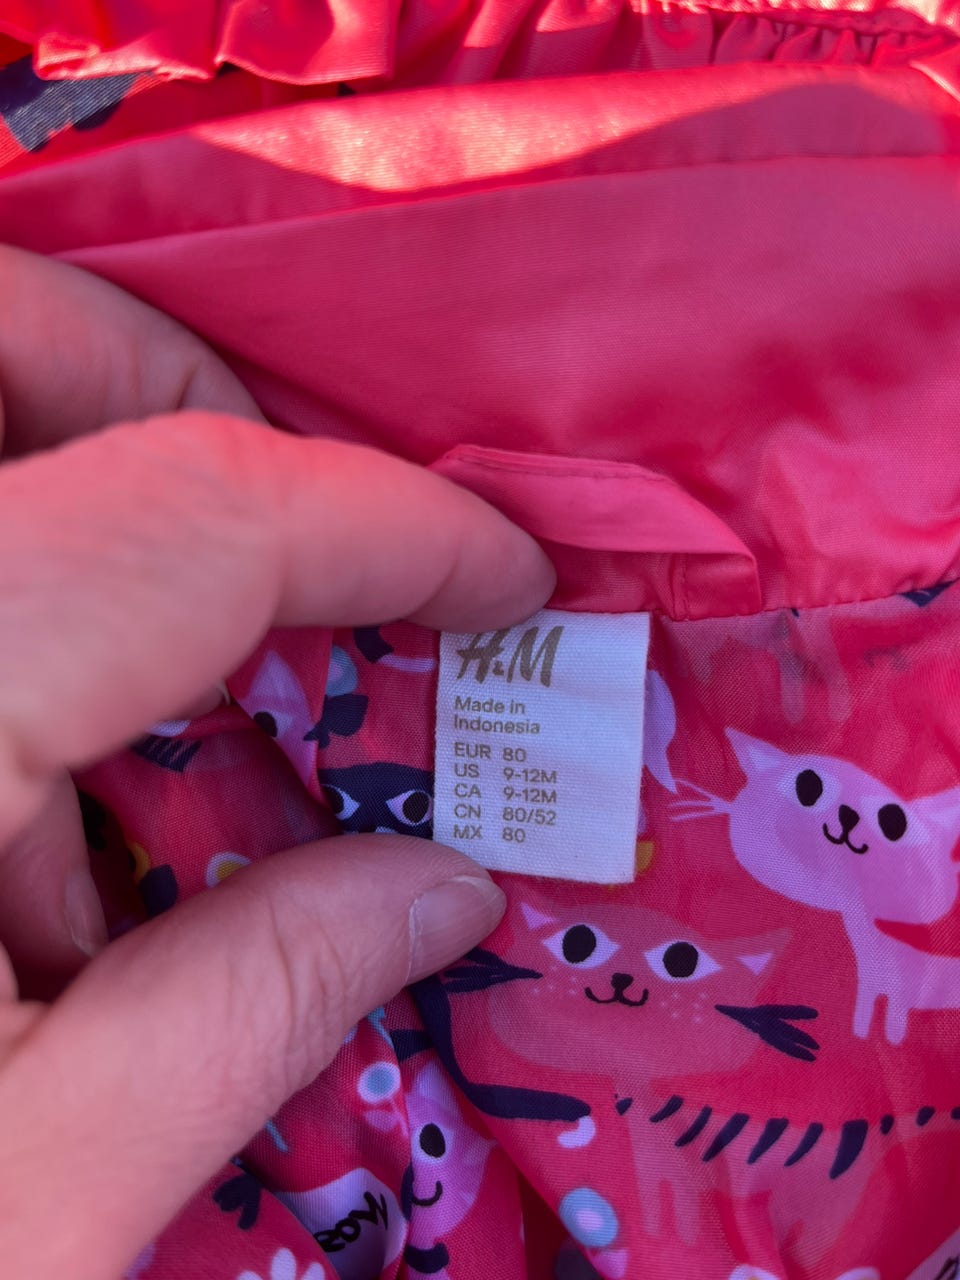 H&M
Made in
Indonesia
EUR 80
US 9-12M
CA 9-12M
CN 80/52
MX 80